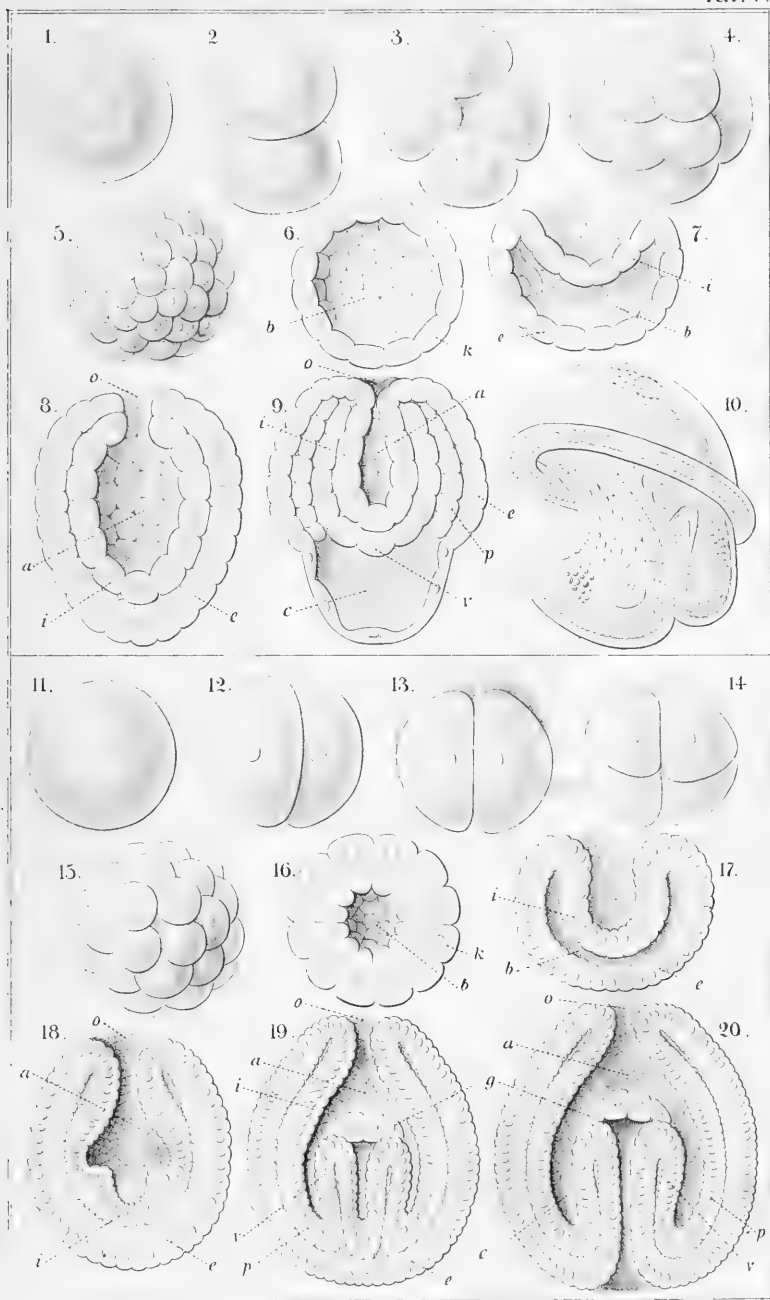 1. 2 3. 4.
5. 6. 7.
b k e b i
o o
8. 9. a 10.
i
e
a p
i e c v
11. 12. 13. 14
15. 16. 17.
i
k b
b e
o o
18. 19. 20.
a a a
i g
v p
i e p e c v